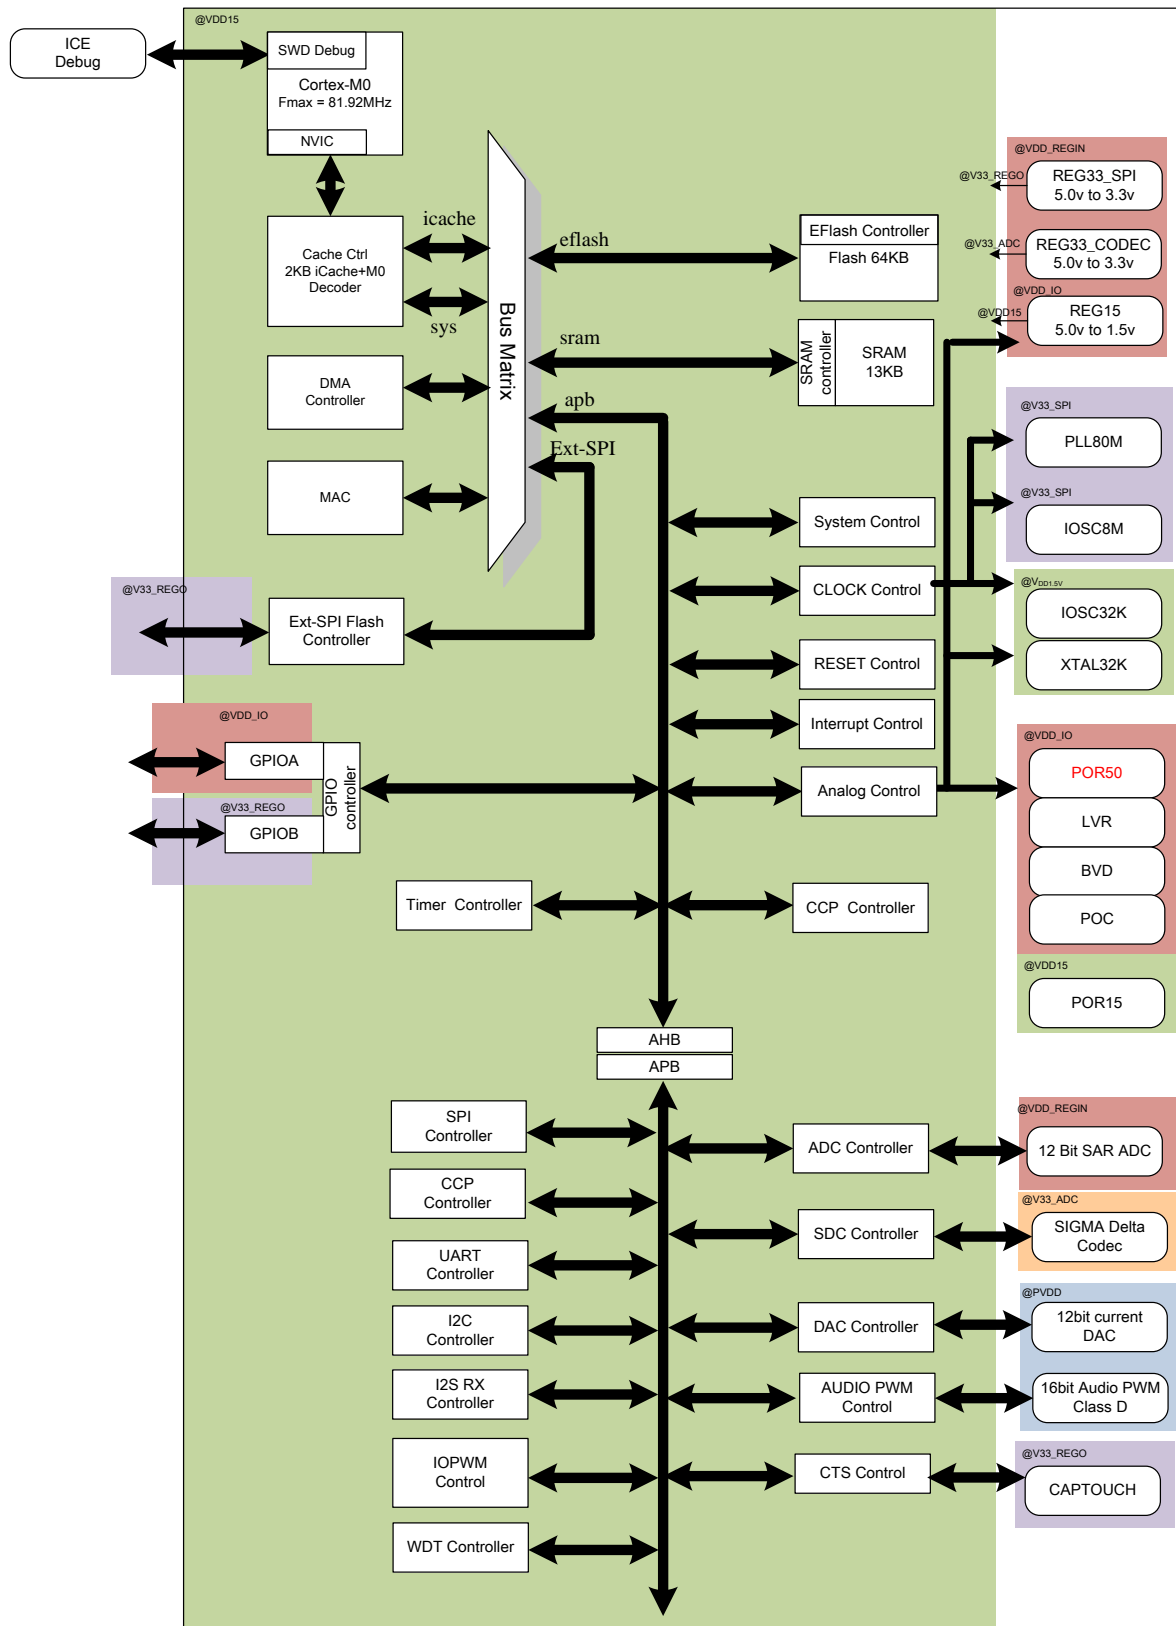 @VDD15
ICE
Debug
SWD Debug
Cortex-M0
Fmax = 81.92MHz
NVIC
Cache Ctrl
2KB iCache+M0
Decoder
icache
sys
DMA
Controller
MAC
Bus Matrix
eflash
sram
apb
Ext-SPI
EFlash Controller
Flash 64KB
SRAM
controller
SRAM
13KB
@VDD_REGIN
@V33_REGO
REG33_SPI
5.0v to 3.3v
@V33_ADC
REG33_CODEC
5.0v to 3.3v
@VDD_IO
@VDD15
REG15
5.0v to 1.5v
@V33_SPI
PLL80M
@V33_SPI
IOSC8M
@VDD1.5V
IOSC32K
XTAL32K
System Control
CLOCK Control
RESET Control
Interrupt Control
Analog Control
@V33_REGO
Ext-SPI Flash
Controller
@VDD_IO
GPIOA
@V33_REGO
GPIOB
GPIO
controller
@VDD_IO
POR50
LVR
BVD
POC
@VDD15
POR15
Timer Controller
CCP Controller
AHB
APB
SPI
Controller
CCP
Controller
UART
Controller
I2C
Controller
I2S RX
Controller
IOPWM
Control
WDT Controller
ADC Controller
SDC Controller
DAC Controller
AUDIO PWM
Control
CTS Control
@VDD_REGIN
12 Bit SAR ADC
@V33_ADC
SIGMA Delta
Codec
@PVDD
12bit current
DAC
16bit Audio PWM
Class D
@V33_REGO
CAPTOUCH